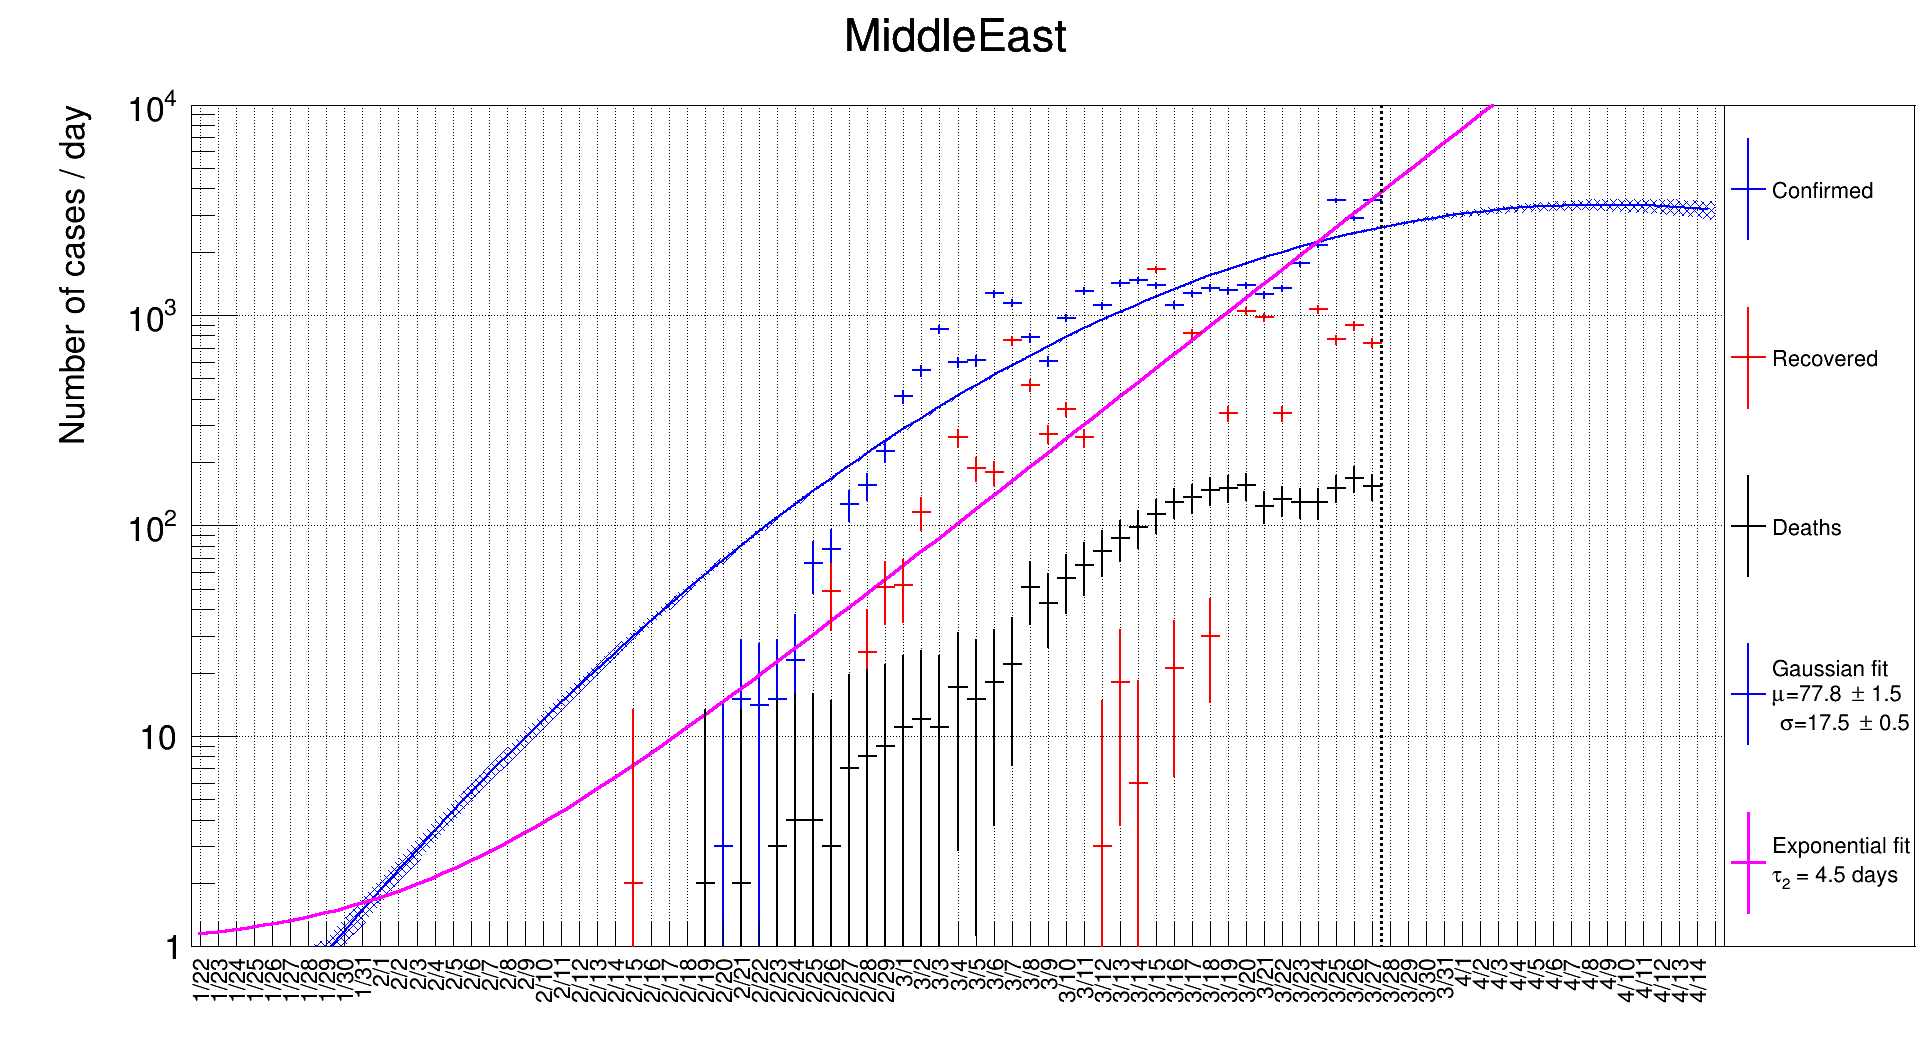 MiddleEast
Number of cases / day
10⁴
10³
10²
10
1
1/22 1/23 1/24 1/25 1/26 1/27 1/28 1/29 1/30 1/31 2/1 2/2 2/3 2/4 2/5 2/6 2/7 2/8 2/9 2/10 2/11 2/12 2/13 2/14 2/15 2/16 2/17 2/18 2/19 2/20 2/21 2/22 2/23 2/24 2/25 2/26 2/27 2/28 2/29 3/1 3/2 3/3 3/4 3/5 3/6 3/7 3/8 3/9 3/10 3/11 3/12 3/13 3/14 3/15 3/16 3/17 3/18 3/19 3/20 3/21 3/22 3/23 3/24 3/25 3/26 3/27 3/28 3/29 3/30 3/31 4/1 4/2 4/3 4/4 4/5 4/6 4/7 4/8 4/9 4/10 4/11 4/12 4/13 4/14
Confirmed
Recovered
Deaths
Gaussian fit
μ=77.8 ± 1.5
σ=17.5 ± 0.5
Exponential fit
τ₂ = 4.5 days